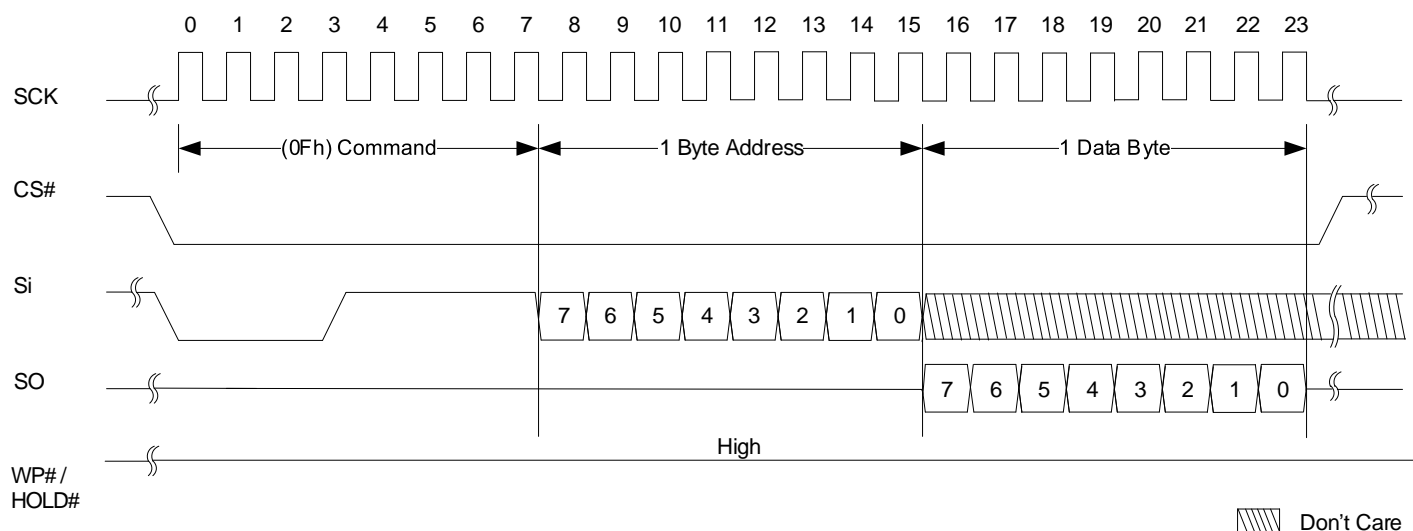 0 1 2 3 4 5 6 7 8 9 10 11 12 13 14 15 16 17 18 19 20 21 22 23
SCK
(0Fh) Command 1 Byte Address 1 Data Byte
CS#
Si
7 6 5 4 3 2 1 0
SO
7 6 5 4 3 2 1 0
High
WP# /
HOLD#
Don't Care